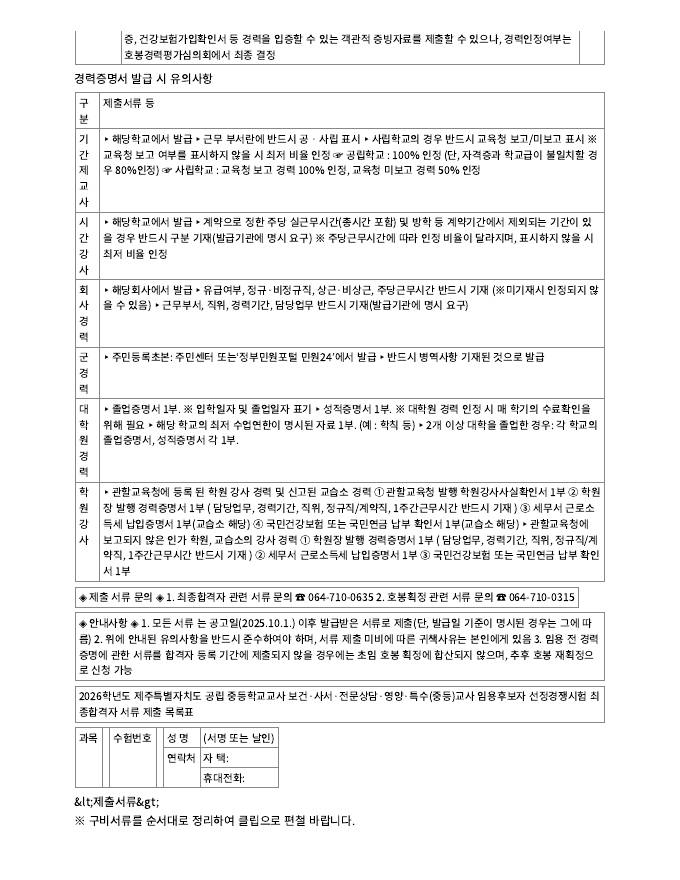 증, 건강보험가입확인서 등 경력을 입증할 수 있는 객관적 증빙자료를 제출할 수 있으나, 경력인정여부는
호봉경력평가심의회에서 최종 결정
경력증명서 발급 시 유의사항
구분
제출서류 등
기간제교사
‣ 해당학교에서 발급 ‣ 근무 부서란에 반드시 공ㆍ사립 표시 ‣ 사립학교의 경우 반드시 교육청 보고/미보고 표시 ※
교육청 보고 여부를 표시하지 않을 시 최저 비율 인정 ☞ 공립학교 : 100% 인정 (단, 자격증과 학교급이 불일치할 경
우 80%인정) ☞ 사립학교 : 교육청 보고 경력 100% 인정, 교육청 미보고 경력 50% 인정
시간강사
‣ 해당학교에서 발급 ‣ 계약으로 정한 주당 실근무시간(총시간 포함) 및 방학 등 계약기간에서 제외되는 기간이 있
을 경우 반드시 구분 기재(발급기관에 명시 요구) ※ 주당근무시간에 따라 인정 비율이 달라지며, 표시하지 않을 시
최저 비율 인정
회사경력
‣ 해당회사에서 발급 ‣ 유급여부, 정규·비정규직, 상근·비상근, 주당근무시간 반드시 기재 (※미기재시 인정되지 않
을 수 있음) ‣ 근무부서, 직위, 경력기간, 담당업무 반드시 기재(발급기관에 명시 요구)
군경력
‣ 주민등록초본: 주민센터 또는'정부민원포털 민원24'에서 발급 ‣ 반드시 병역사항 기재된 것으로 발급
대학원경력
‣ 졸업증명서 1부. ※ 입학일자 및 졸업일자 표기 ‣ 성적증명서 1부. ※ 대학원 경력 인정 시 매 학기의 수료확인을
위해 필요 ‣ 해당 학교의 최저 수업연한이 명시된 자료 1부. (예 : 학칙 등) ‣ 2개 이상 대학을 졸업한 경우: 각 학교의
졸업증명서, 성적증명서 각 1부.
학원강사
‣ 관할교육청에 등록 된 학원 강사 경력 및 신고된 교습소 경력 ① 관할교육청 발행 학원강사사실확인서 1부 ② 학원
장 발행 경력증명서 1부 ( 담당업무, 경력기간, 직위, 정규직/계약직, 1주간근무시간 반드시 기재 ) ③ 세무서 근로소
득세 납입증명서 1부(교습소 해당) ④ 국민건강보험 또는 국민연금 납부 확인서 1부(교습소 해당) ‣ 관할교육청에
보고되지 않은 인가 학원, 교습소의 강사 경력 ① 학원장 발행 경력증명서 1부 ( 담당업무, 경력기간, 직위, 정규직/계
약직, 1주간근무시간 반드시 기재 ) ② 세무서 근로소득세 납입증명서 1부 ③ 국민건강보험 또는 국민연금 납부 확인
서 1부
◈ 제출 서류 문의 ◈ 1. 최종합격자 관련 서류 문의 ☎ 064-710-0635 2. 호봉획정 관련 서류 문의 ☎ 064-710-0315
◈ 안내사항 ◈ 1. 모든 서류 는 공고일(2025.10.1.) 이후 발급받은 서류로 제출(단, 발급일 기준이 명시된 경우는 그에 따
름) 2. 위에 안내된 유의사항을 반드시 준수하여야 하며, 서류 제출 미비에 따른 귀책사유는 본인에게 있음 3. 임용 전 경력
증명에 관한 서류를 합격자 등록 기간에 제출되지 않을 경우에는 초임 호봉 획정에 합산되지 않으며, 추후 호봉 재획정으
로 신청 가능
2026학년도 제주특별자치도 공립 중등학교교사 보건·사서·전문상담·영양·특수(중등)교사 임용후보자 선정경쟁시험 최
종합격자 서류 제출 목록표
과목 수험번호 성 명 (서명 또는 날인)
연락처 자 택:
휴대전화:
&lt;제출서류&gt;
※ 구비서류를 순서대로 정리하여 클립으로 편철 바랍니다.